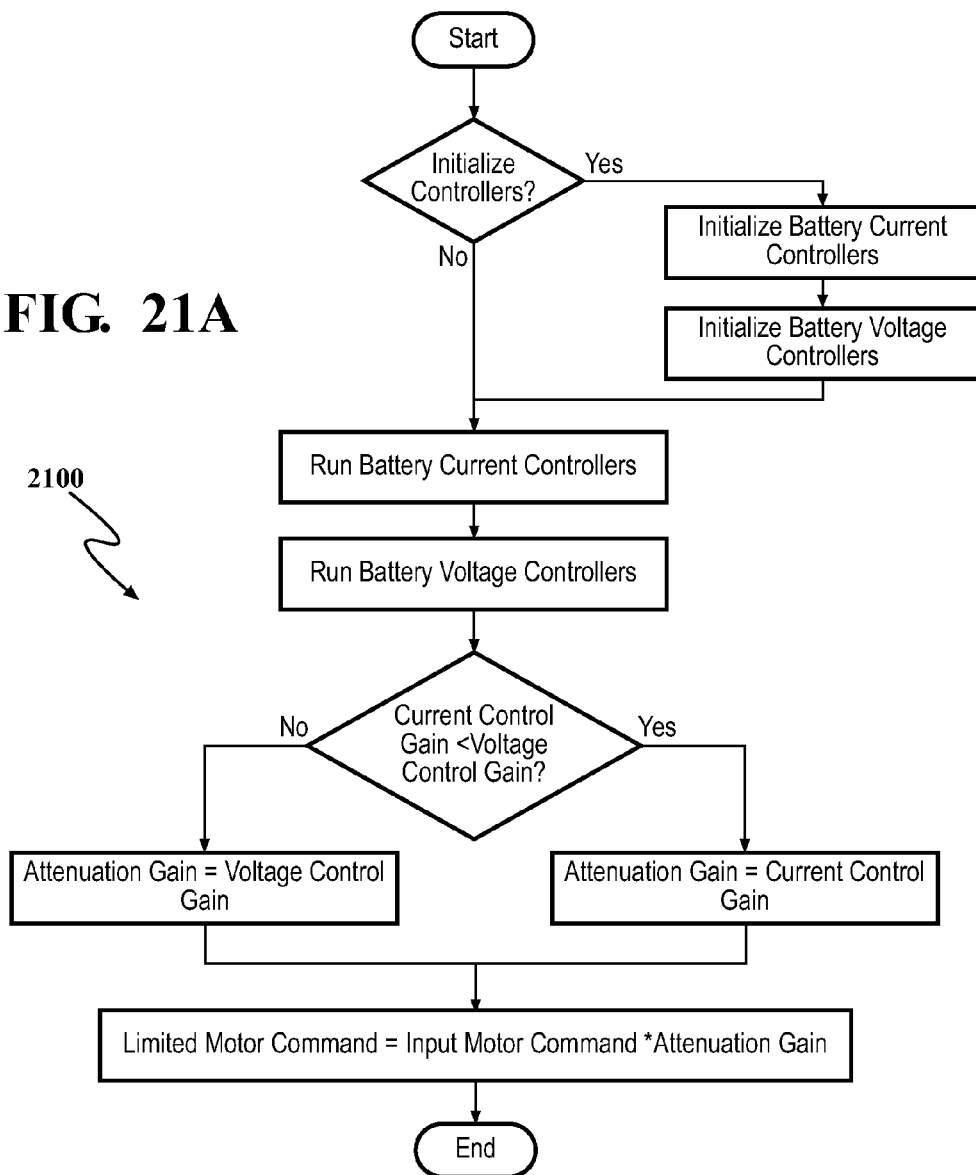 Start
Initialize
Controllers?
Yes
No
Initialize Battery Current
Controllers
Initialize Battery Voltage
Controllers
FIG. 21A
Run Battery Current Controllers
2100
Run Battery Voltage Controllers
Current Control
Gain <Voltage
Control Gain?
No
Yes
Attenuation Gain = Voltage Control
Gain
Attenuation Gain = Current Control
Gain
Limited Motor Command = Input Motor Command *Attenuation Gain
End